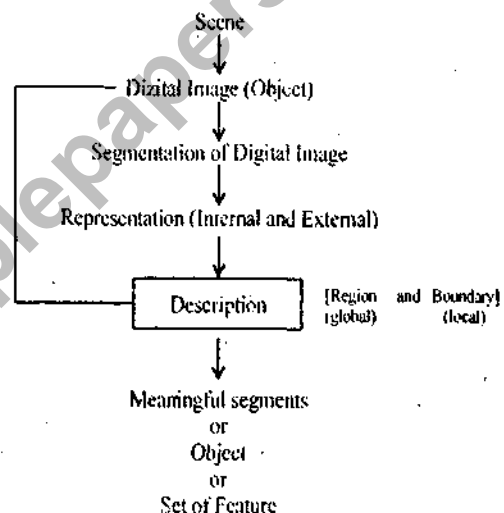 Scene
Dizital Image (Object)
Segmentation of Digital Image
Representation (Internal and External)
Description
[Region and Boundary]
(global) (local)
Meaningful segments
or
Object
or
Set of Feature